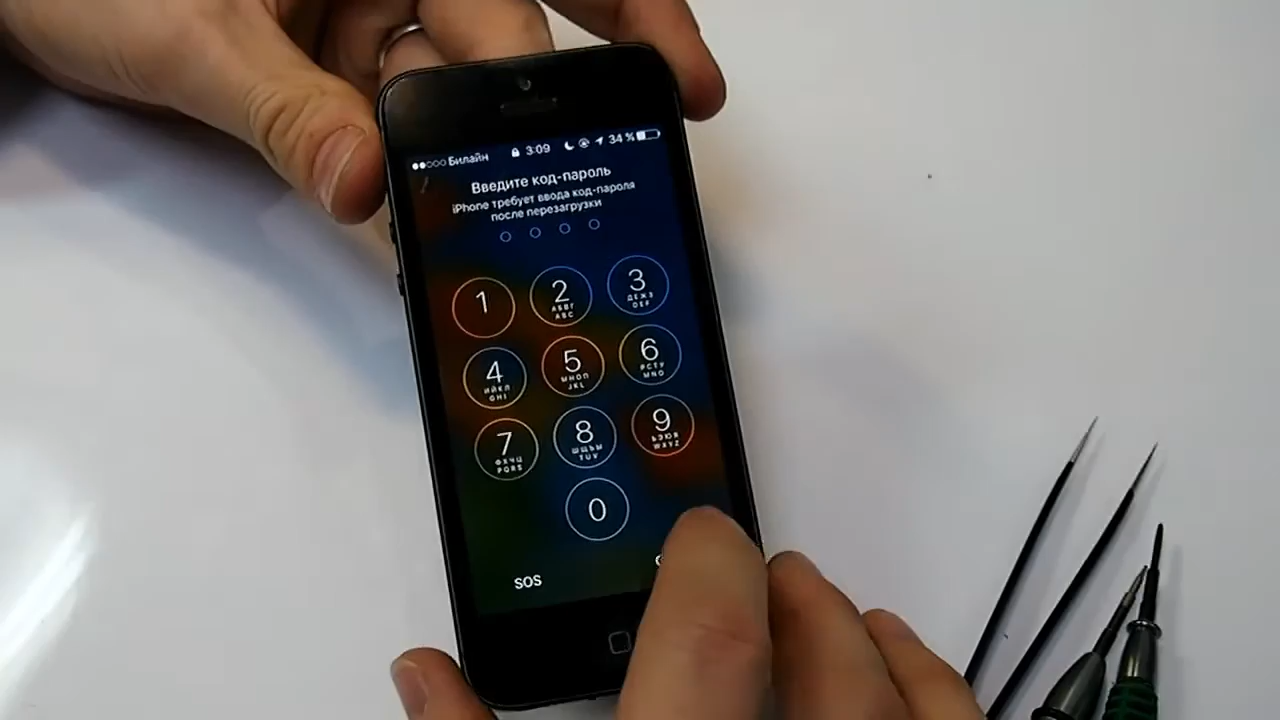 Билайн 3:09 34 %
Введите код-пароль
iPhone требует ввода код-пароля
после перезагрузки
1 2 3
АБВГ ДЕЖЗ
ABC DEF
4 5 6
ИЙКЛ МНОП РСТУ
GHI JKL MNO
7 8 9
ФХЧЦ ШЩЪЫ ЬЭЮЯ
PQRS TUV WXYZ
0
SOS